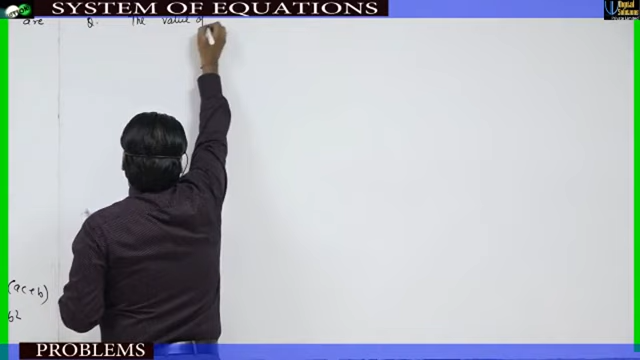 SYSTEM OF EQUATIONS
are Q. The value of
(ac+b)
b2
PROBLEMS